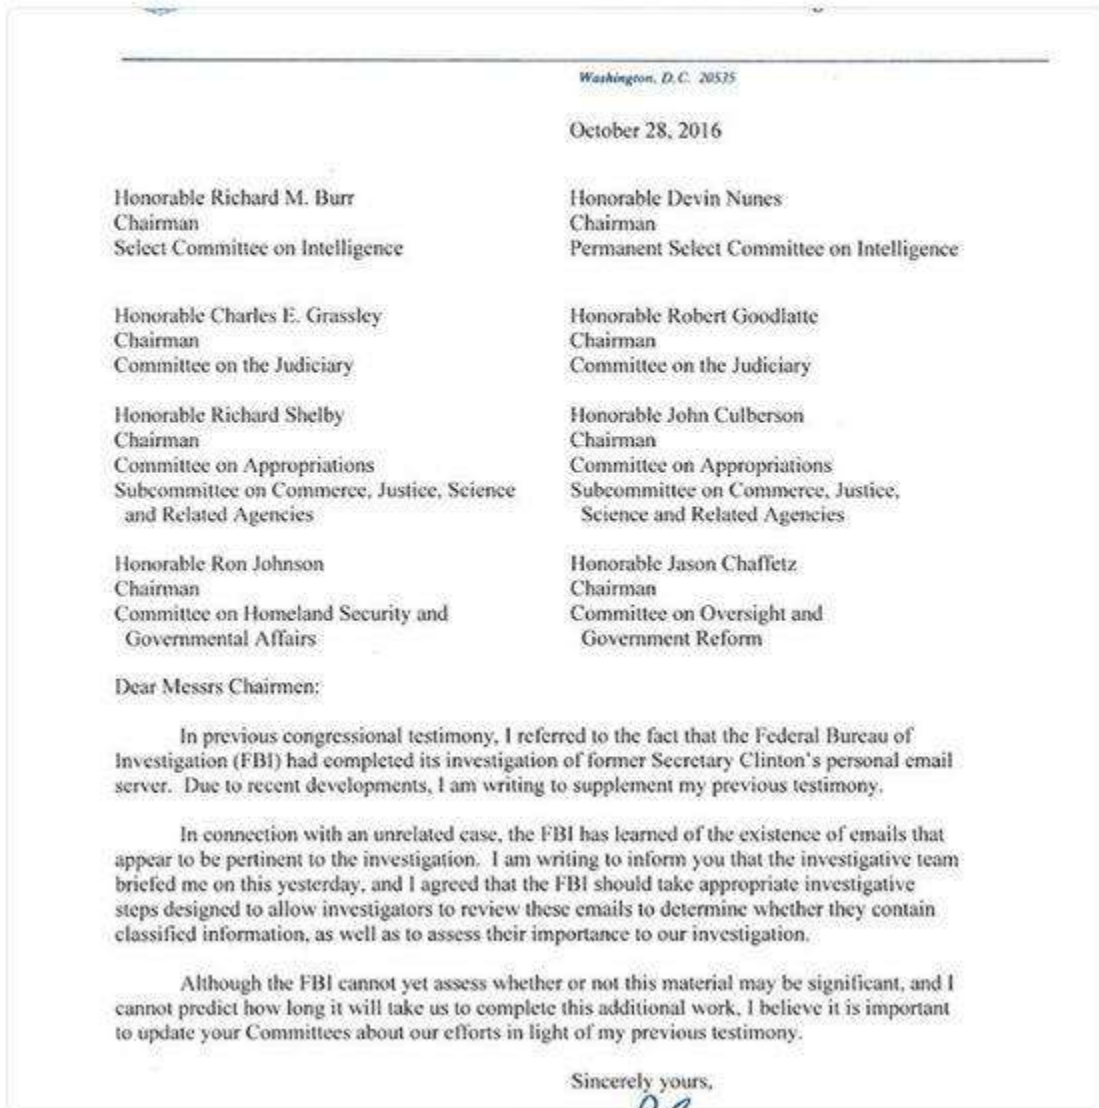 Washington, D.C. 20535
October 28, 2016
Honorable Richard M. Burr
Chairman
Select Committee on Intelligence
Honorable Devin Nunes
Chairman
Permanent Select Committee on Intelligence
Honorable Charles E. Grassley
Chairman
Committee on the Judiciary
Honorable Robert Goodlatte
Chairman
Committee on the Judiciary
Honorable Richard Shelby
Chairman
Committee on Appropriations
Subcommittee on Commerce, Justice, Science
and Related Agencies
Honorable John Culberson
Chairman
Committee on Appropriations
Subcommittee on Commerce, Justice,
Science and Related Agencies
Honorable Ron Johnson
Chairman
Committee on Homeland Security and
Governmental Affairs
Honorable Jason Chaffetz
Chairman
Committee on Oversight and
Government Reform
Dear Messrs Chairmen:
In previous congressional testimony, I referred to the fact that the Federal Bureau of
Investigation (FBI) had completed its investigation of former Secretary Clinton's personal email
server. Due to recent developments, I am writing to supplement my previous testimony.
In connection with an unrelated case, the FBI has learned of the existence of emails that
appear to be pertinent to the investigation. I am writing to inform you that the investigative team
briefed me on this yesterday, and I agreed that the FBI should take appropriate investigative
steps designed to allow investigators to review these emails to determine whether they contain
classified information, as well as to assess their importance to our investigation.
Although the FBI cannot yet assess whether or not this material may be significant, and I
cannot predict how long it will take us to complete this additional work, I believe it is important
to update your Committees about our efforts in light of my previous testimony.
Sincerely yours,